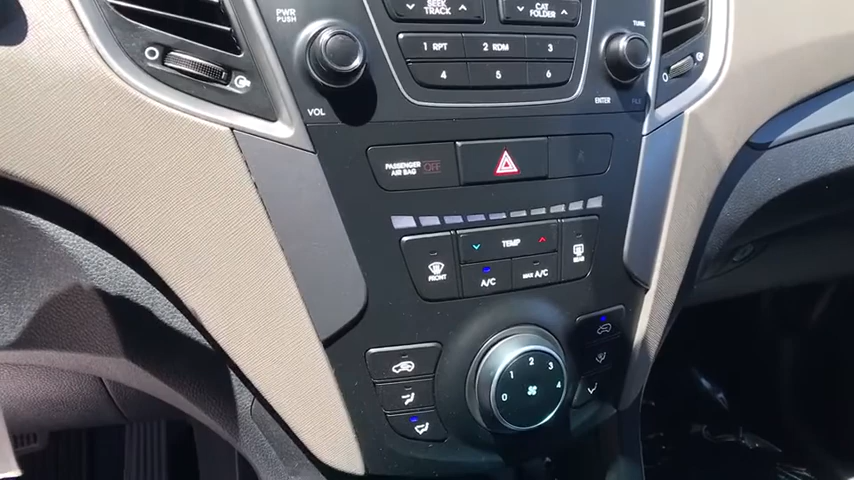 PWR
PUSH
SEEK
TRACK
CAT
FOLDER
TUNE
1 RPT
2 RDM
3
4
5
6
VOL
ENTER
FILE
PASSENGER
AIR BAG OFF
TEMP
FRONT
A/C
MAX A/C
REAR
0 1 2 3 4